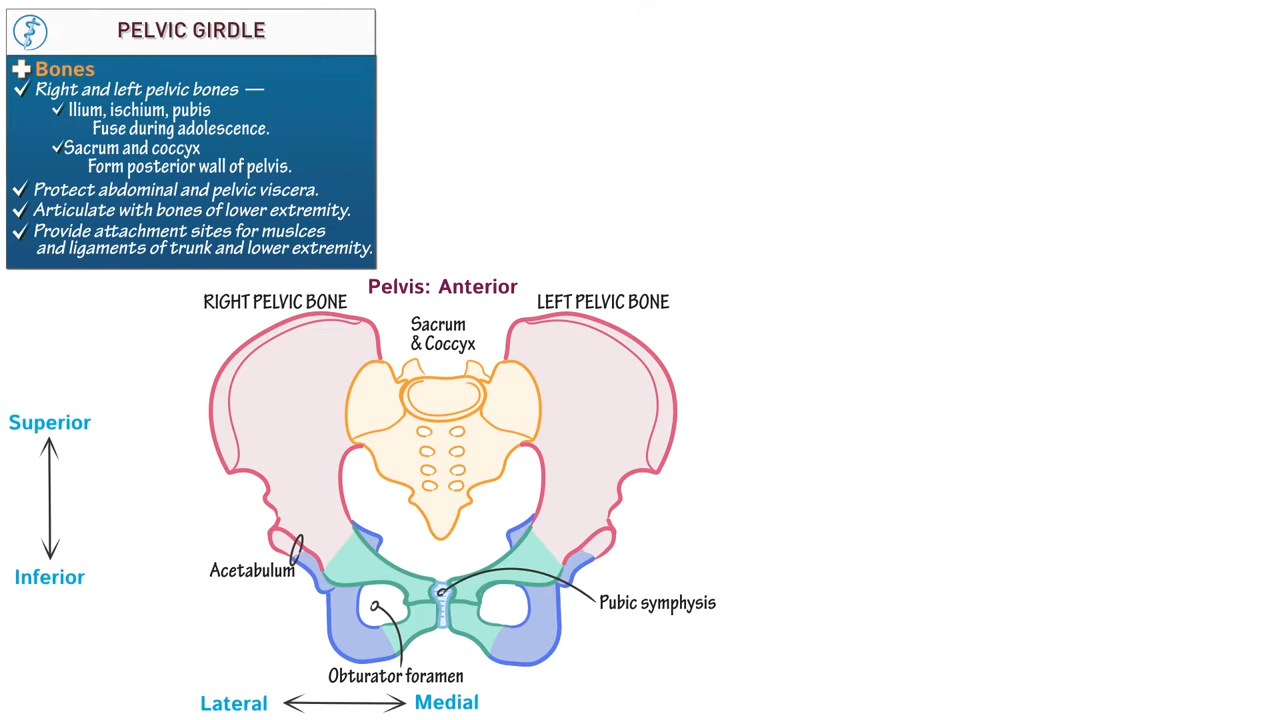 PELVIC GIRDLE
Bones
Right and left pelvic bones —
Ilium, ischium, pubis
Fuse during adolescence.
Sacrum and coccyx
Form posterior wall of pelvis.
Protect abdominal and pelvic viscera.
Articulate with bones of lower extremity.
Provide attachment sites for muslces
and ligaments of trunk and lower extremity.
Pelvis: Anterior
RIGHT PELVIC BONE
LEFT PELVIC BONE
Sacrum
& Coccyx
Superior
Inferior
Acetabulum
Pubic symphysis
Obturator foramen
Lateral
Medial